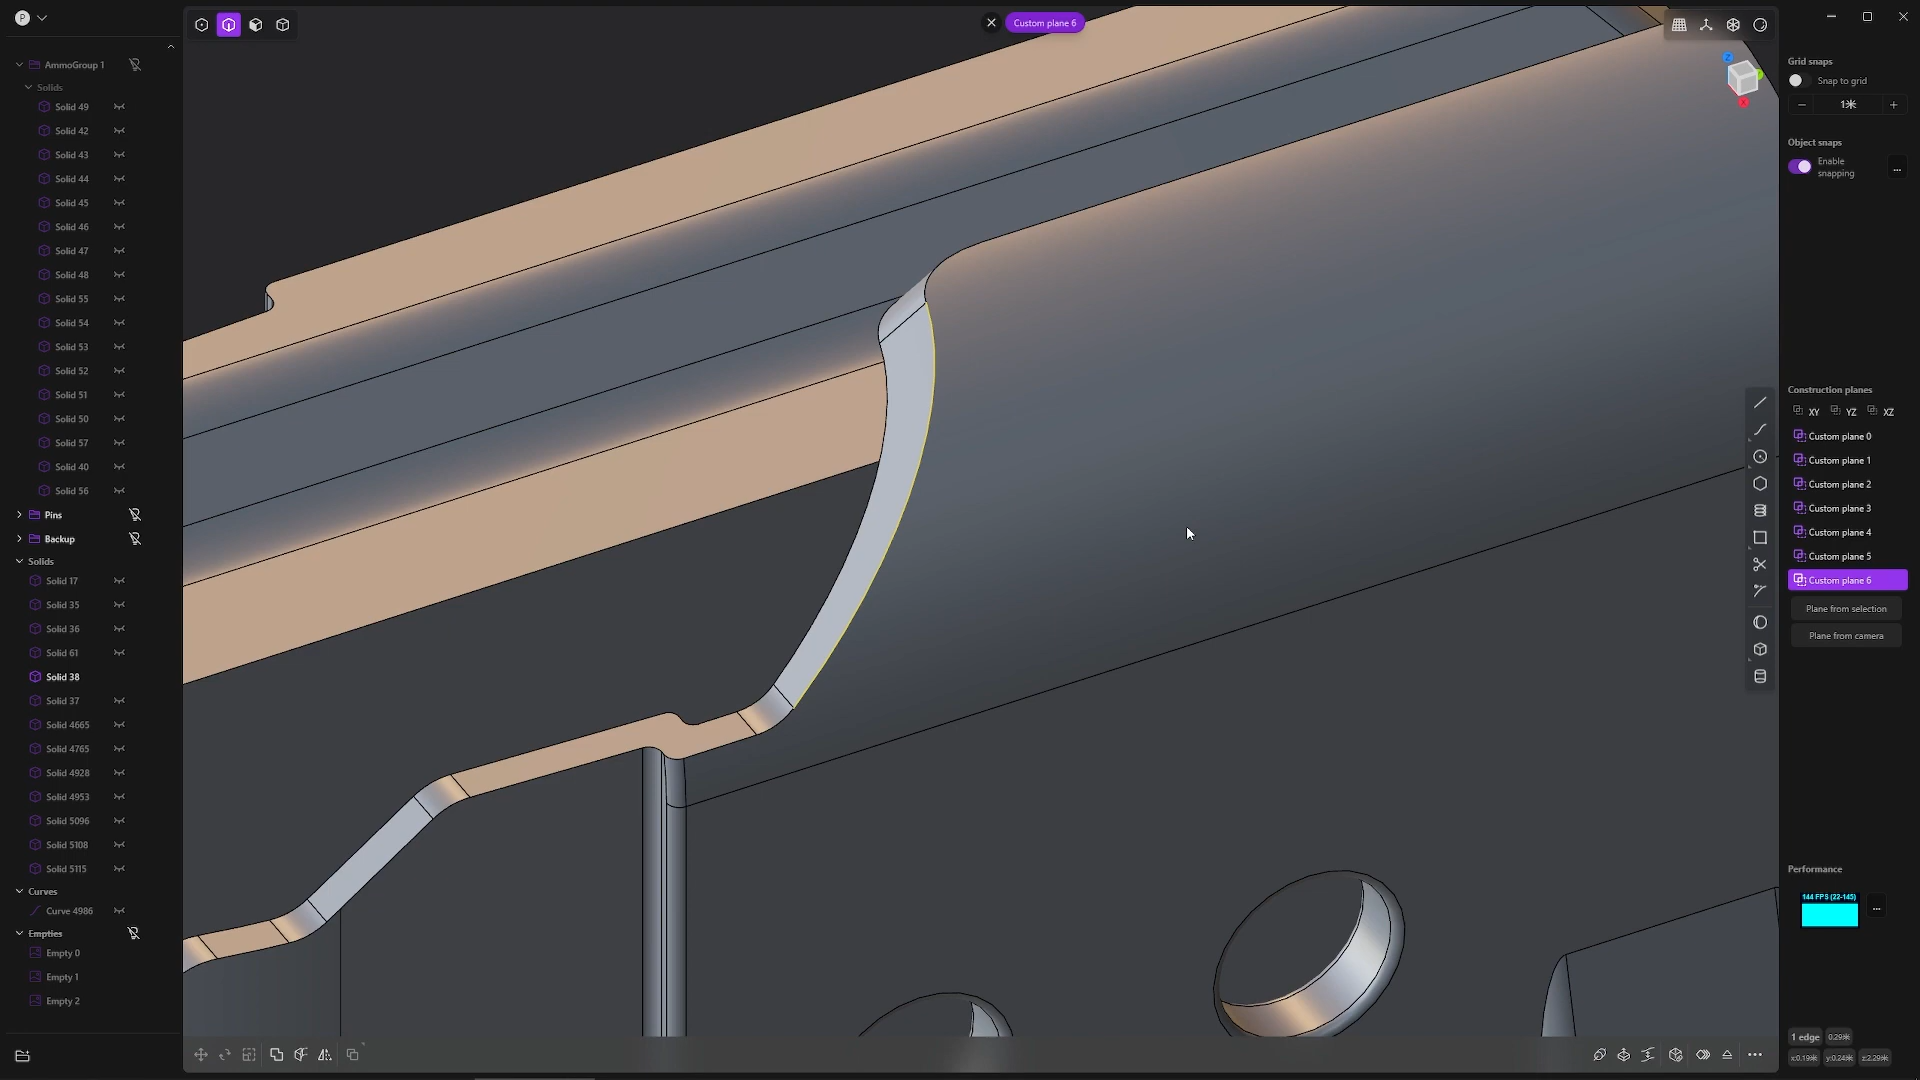 P
Custom plane 6
AmmoGroup 1
Solids
Solid 49
Solid 42
Solid 43
Solid 44
Solid 45
Solid 46
Solid 47
Solid 48
Solid 55
Solid 54
Solid 53
Solid 52
Solid 51
Solid 50
Solid 57
Solid 40
Solid 56
Pins
Backup
Solids
Solid 17
Solid 35
Solid 36
Solid 61
Solid 38
Solid 37
Solid 4665
Solid 4765
Solid 4928
Solid 4953
Solid 5096
Solid 5108
Solid 5115
Curves
Curve 4986
Empties
Empty 0
Empty 1
Empty 2
Grid snaps
Snap to grid
Object snaps
Enable
snapping
Construction planes
XY YZ XZ
Custom plane 0
Custom plane 1
Custom plane 2
Custom plane 3
Custom plane 4
Custom plane 5
Custom plane 6
Plane from selection
Plane from camera
Performance
144 FPS (22-145)
1 edge